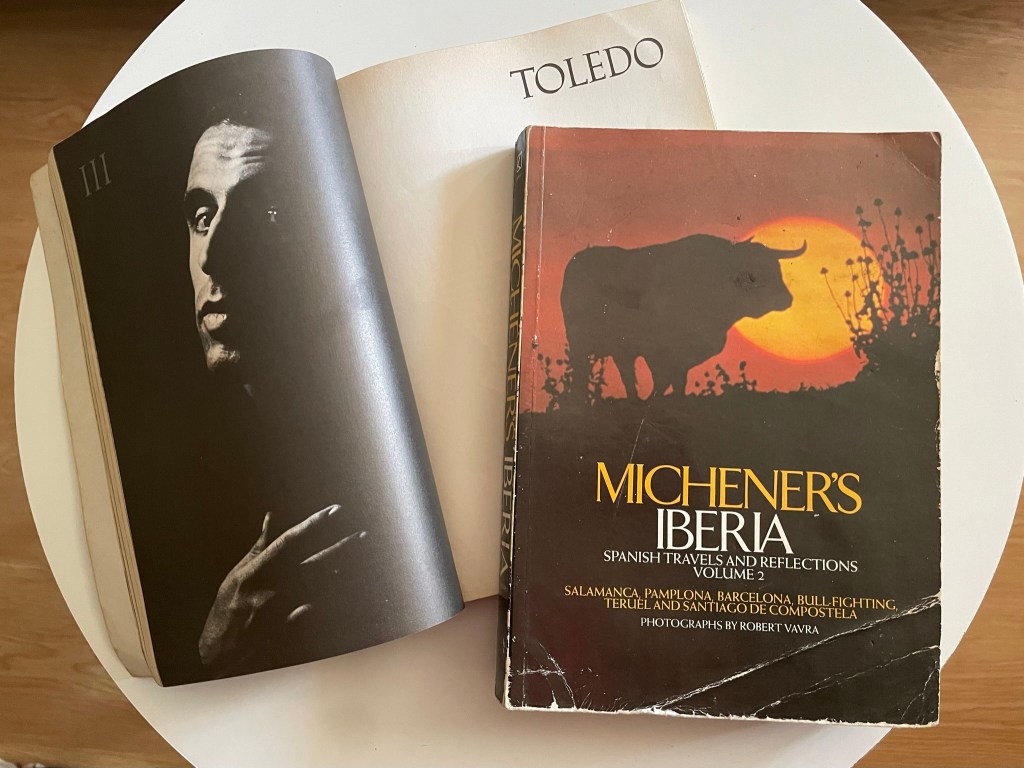 III
TOLEDO
MICHENER'S IBERIA
MICHENER'S
IBERIA
SPANISH TRAVELS AND REFLECTIONS
VOLUME 2
SALAMANCA, PAMPLONA, BARCELONA, BULL-FIGHTING,
TERUEL AND SANTIAGO DE COMPOSTELA
PHOTOGRAPHS BY ROBERT VAVRA